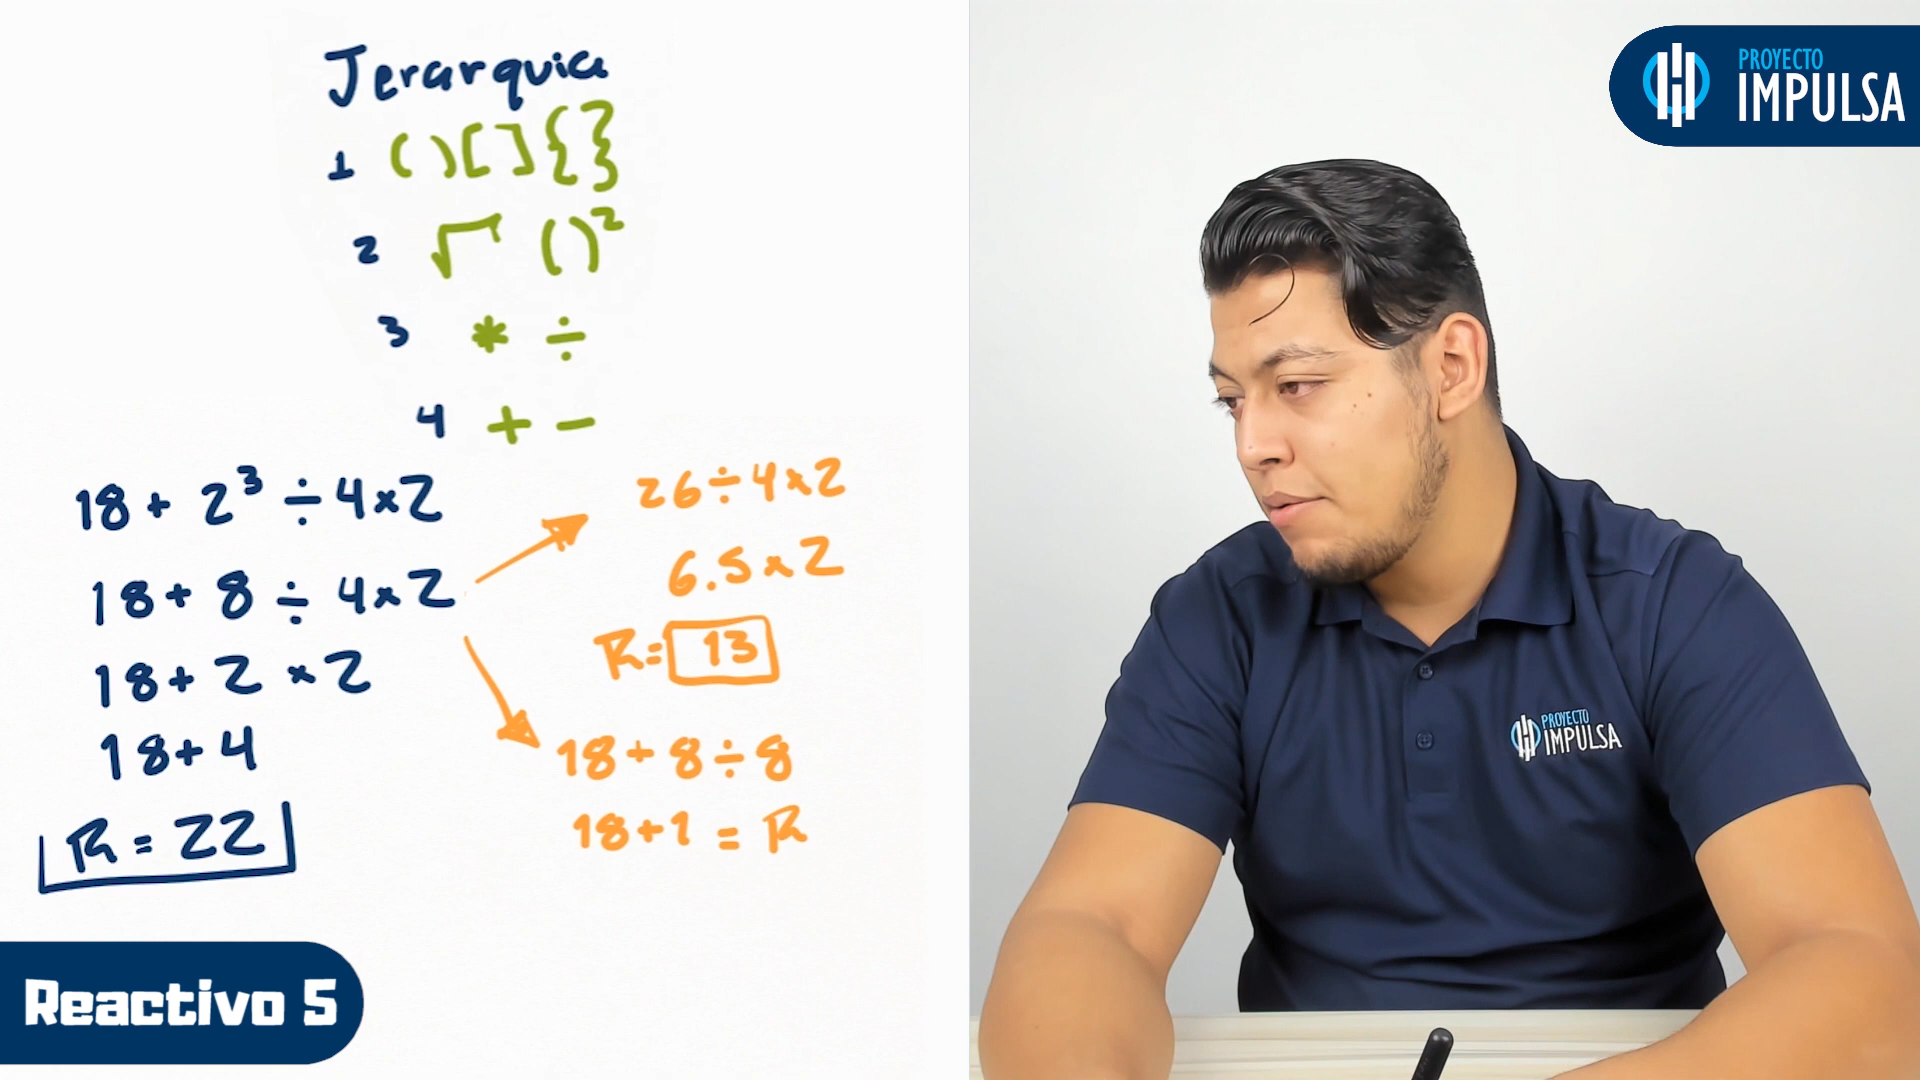 Jerarquia
1 ( ) [ ] { }
2 √ ( )²
3 * ÷
4 + -
18 + 2³ ÷ 4 x 2
18 + 8 ÷ 4 x 2
18 + 2 x 2
18 + 4
R = 22
26 ÷ 4 x 2
6.5 x 2
R = 13
18 + 8 ÷ 8
18 + 1 = R
Reactivo 5
PROYECTO
IMPULSA
PROYECTO
IMPULSA